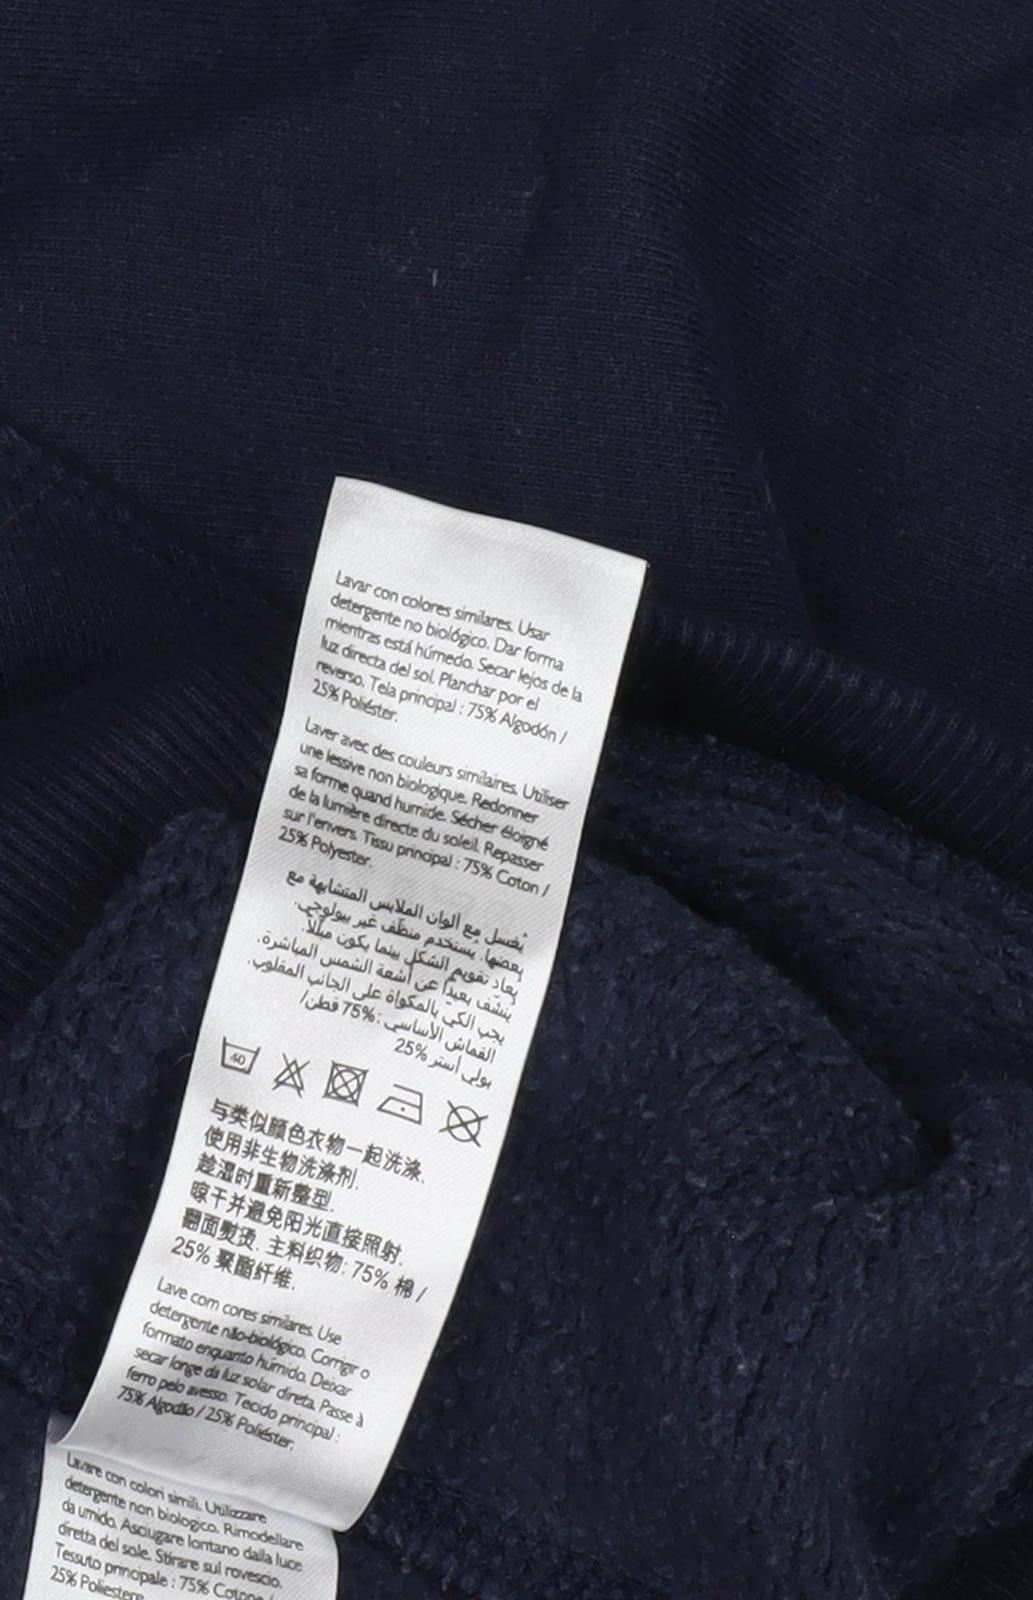 Lavar con colores similares. Usar
detergente no biológico. Dar forma
mientras está húmedo. Secar lejos de la
luz directa del sol. Planchar por el
reverso. Tela principal : 75% Algodón /
25% Poliéster.
Laver avec des couleurs similaires. Utiliser
une lessive non biologique. Redonner
sa forme quand humide. Sécher éloigné
de la lumière directe du soleil. Repasser
sur l'envers. Tissu principal : 75% Coton /
25% Polyester.
يُغسل مع ألوان الملابس المتشابهة مع
بعضها. يُستخدم منظّف غير بيولوجي.
يعاد تقويم الشكل بينما يكون مبللًا.
ينشّف بعيدًا عن أشعة الشمس المباشرة.
يجب الكي بالمكواة على الجانب المقلوب.
القماش الأساسي: 75% قطن/
بولي أستر 25%
40
与类似颜色衣物一起洗涤.
使用非生物洗涤剂.
趁湿时重新整型.
晾干并避免阳光直接照射.
翻面熨烫. 主料织物: 75% 棉 /
25% 聚酯纤维.
Lave com cores similares. Use
detergente não-biológico. Corrigir o
formato enquanto húmido. Deixar
secar longe da luz solar direta. Passe à
ferro pelo avesso. Tecido principal :
75% Algodão / 25% Poliéster.
Lavare con colori simili. Utilizzare
detergente non biologico. Rimodellare
da umido. Asciugare lontano dalla luce
diretta del sole. Stirare sul rovescio.
Tessuto principale : 75% Cotone /
25% Poliestere